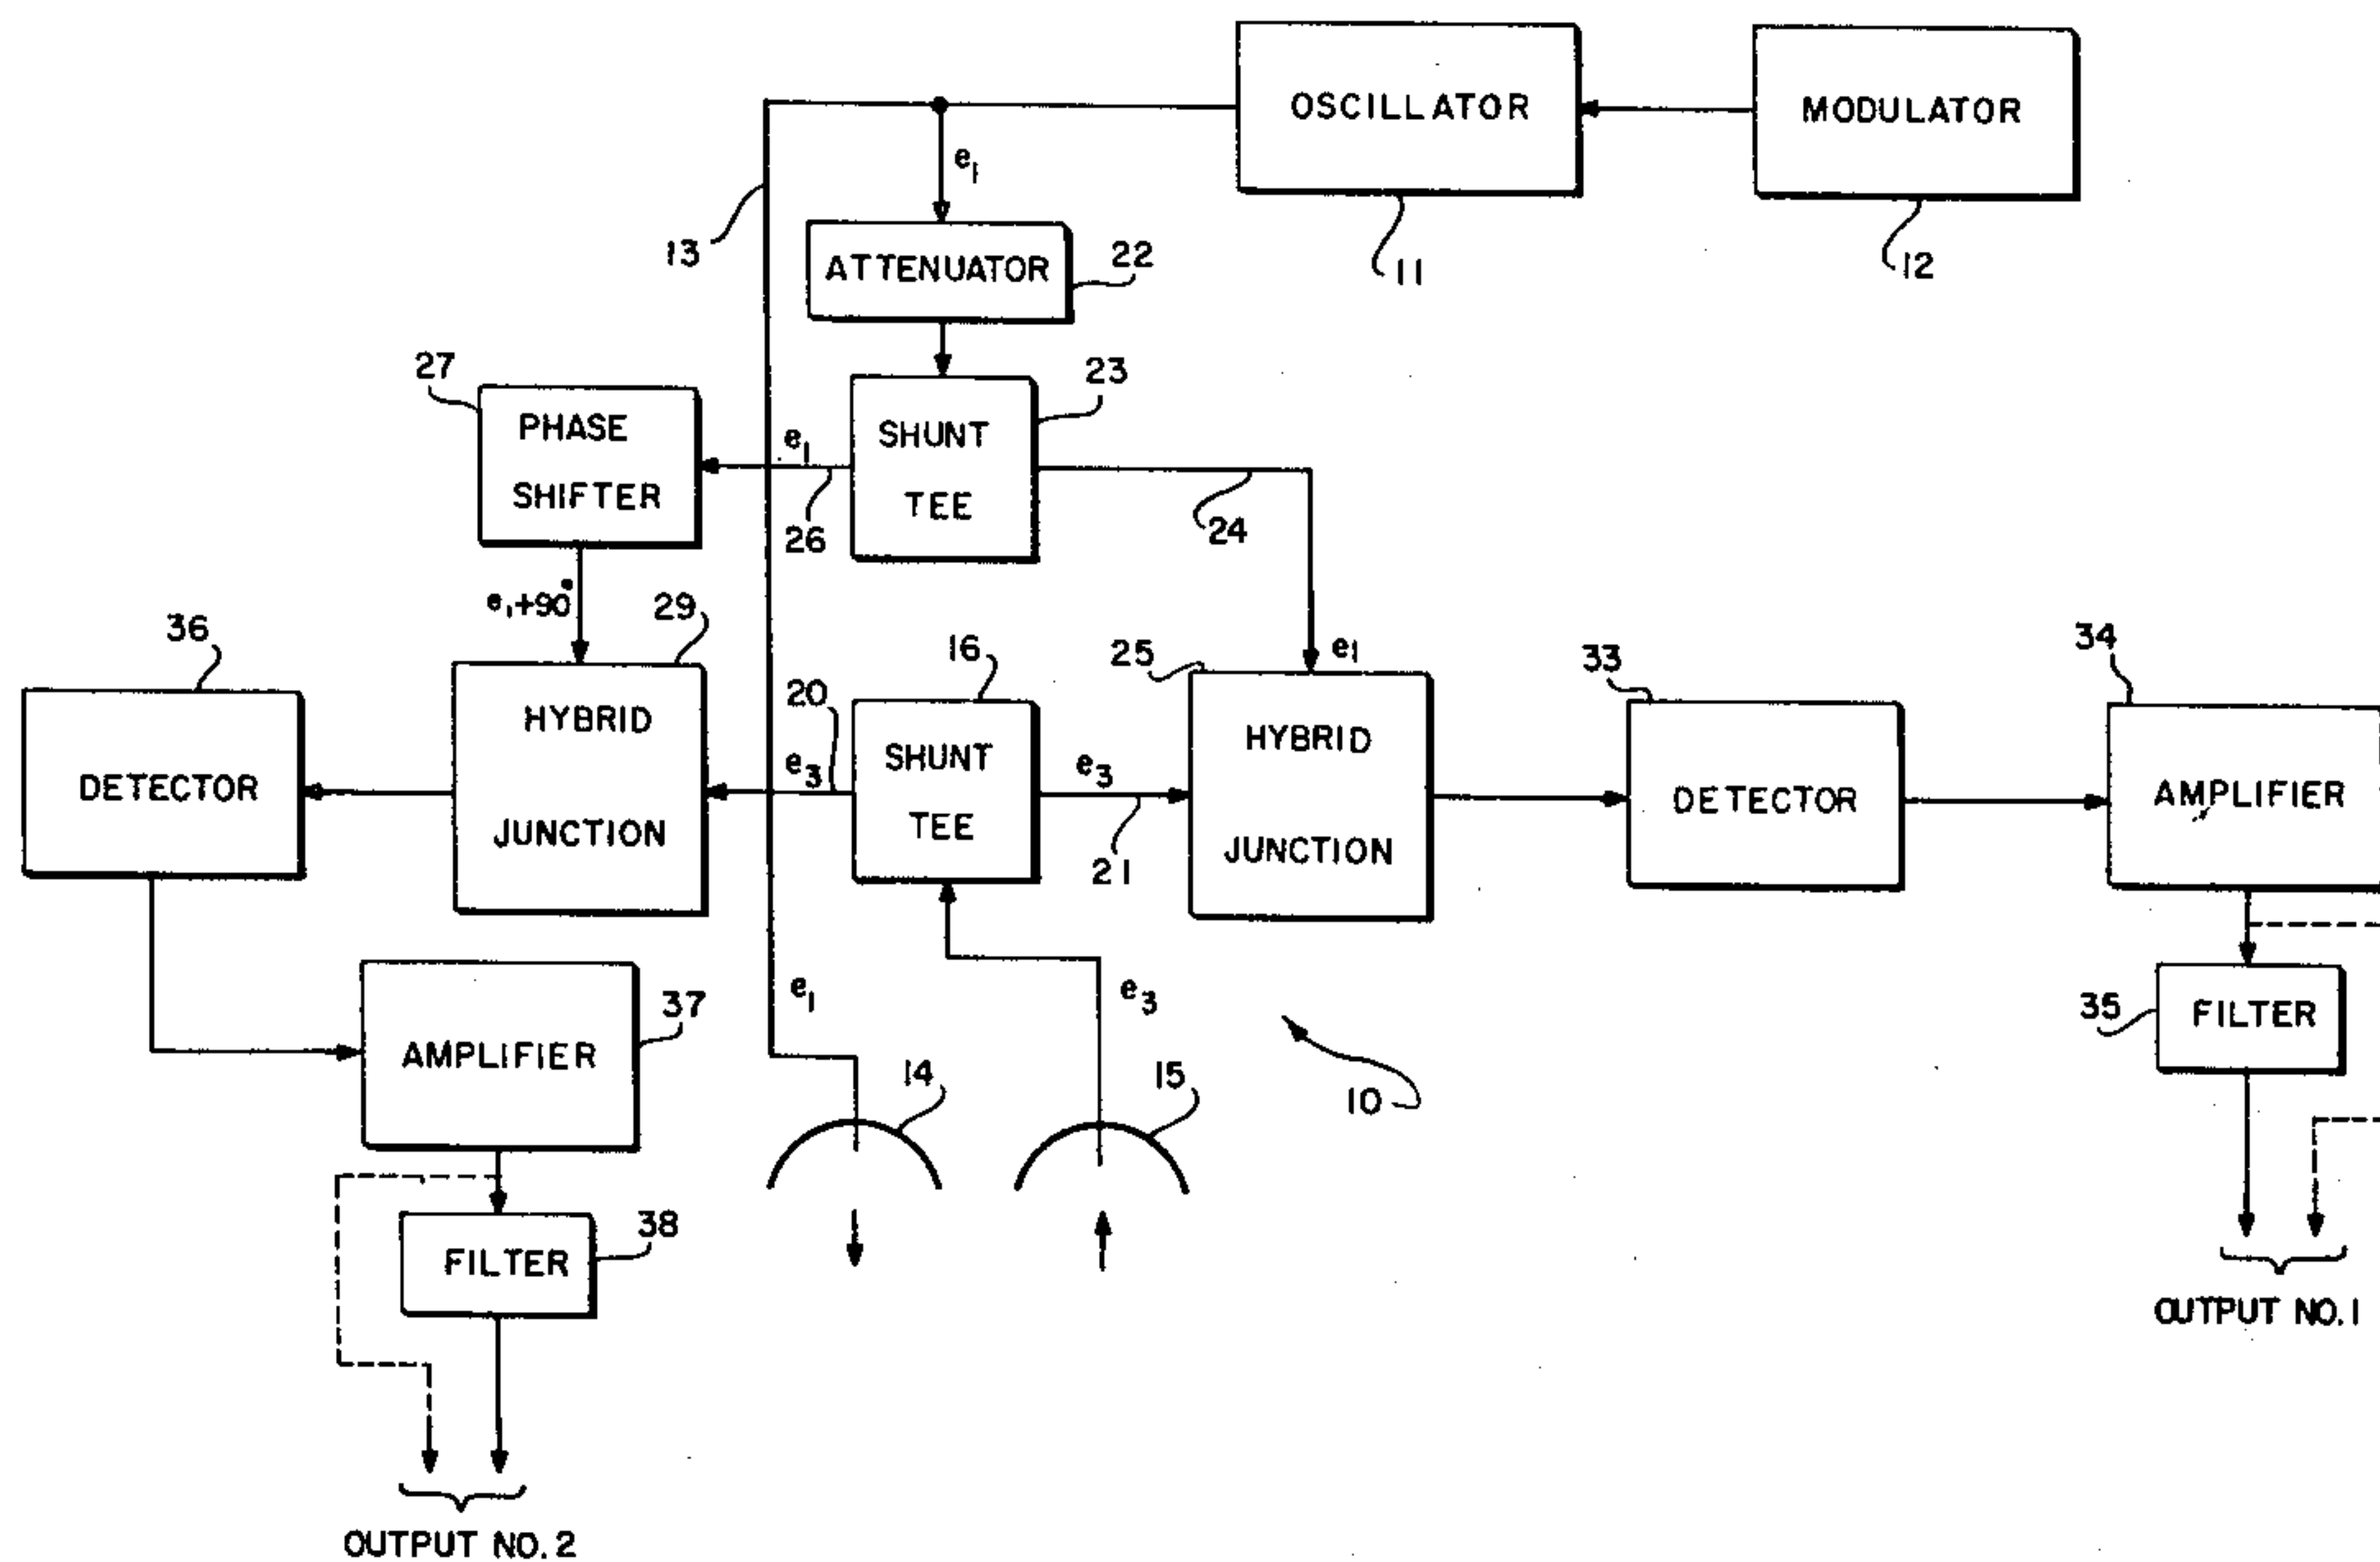 OSCILLATOR
MODULATOR
e1
13
ATTENUATOR
22
11
12
27
23
PHASE
SHIFTER
e1
SHUNT
TEE
26
24
e1+90°
29
36
16
25
e1
33
34
20
HYBRID
JUNCTION
DETECTOR
e3
SHUNT
TEE
e3
21
HYBRID
JUNCTION
DETECTOR
AMPLIFIER
e1
e3
37
35
FILTER
AMPLIFIER
14
15
10
38
FILTER
OUTPUT NO. 1
OUTPUT NO. 2